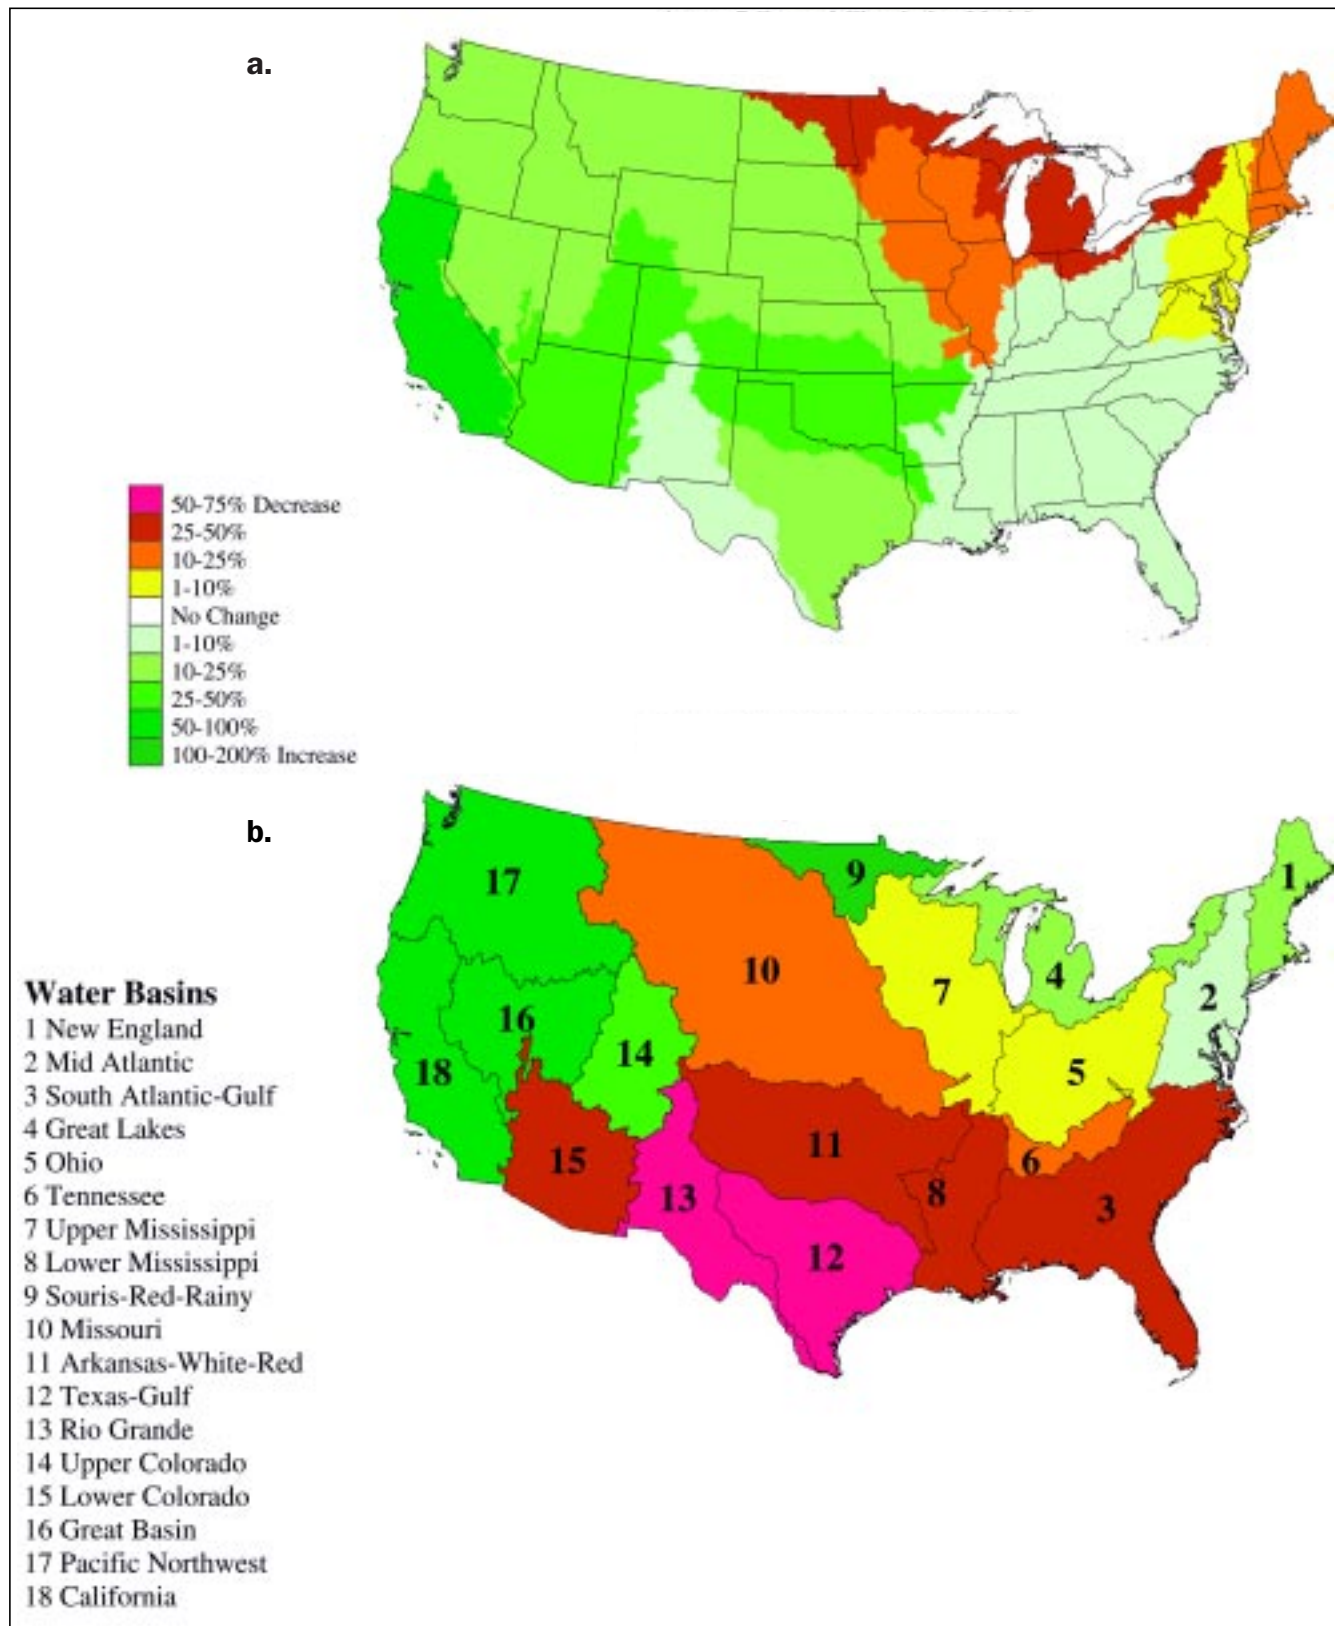 a.
50-75% Decrease
25-50%
10-25%
1-10%
No Change
1-10%
10-25%
25-50%
50-100%
100-200% Increase
b.
17
9
1
10
4
7
2
16
14
5
18
11
15
6
13
8
3
12
Water Basins
1 New England
2 Mid Atlantic
3 South Atlantic-Gulf
4 Great Lakes
5 Ohio
6 Tennessee
7 Upper Mississippi
8 Lower Mississippi
9 Souris-Red-Rainy
10 Missouri
11 Arkansas-White-Red
12 Texas-Gulf
13 Rio Grande
14 Upper Colorado
15 Lower Colorado
16 Great Basin
17 Pacific Northwest
18 California